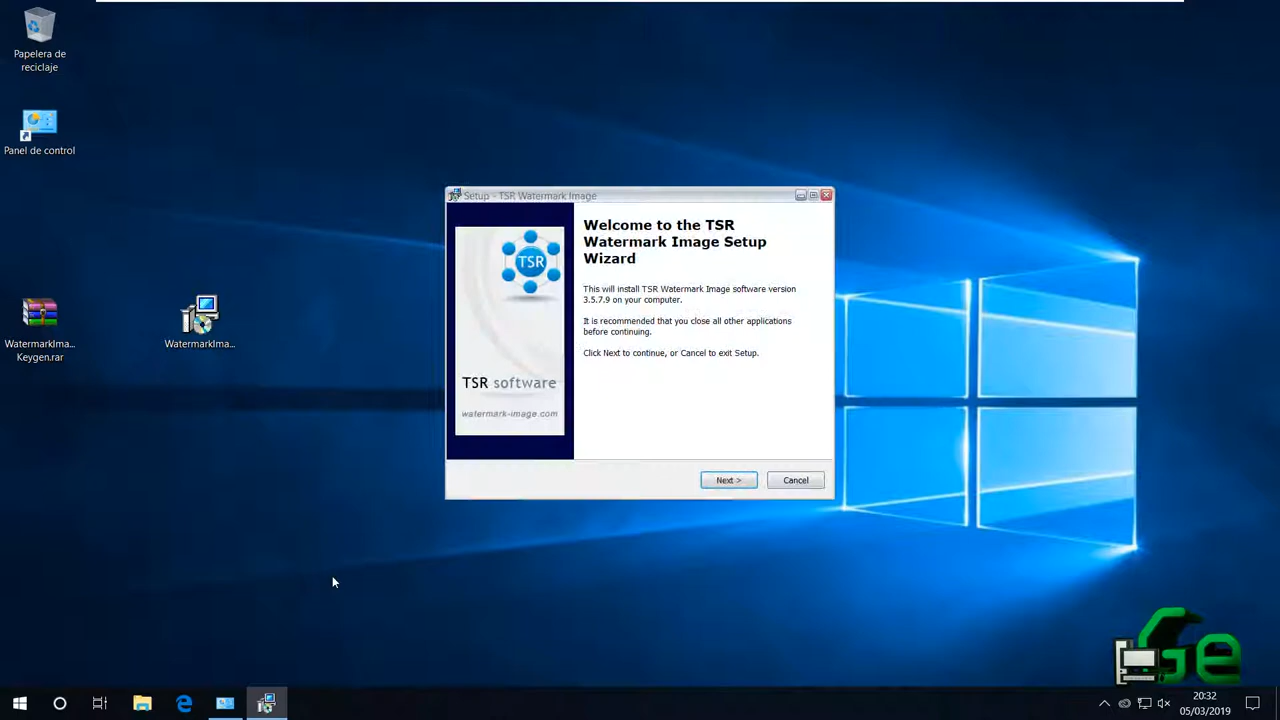 Papelera de
reciclaje
Panel de control
WatermarkIma...
Keygen.rar
WatermarkIma...
Setup - TSR Watermark Image
TSR
TSR software
watermark-image.com
Welcome to the TSR
Watermark Image Setup
Wizard
This will install TSR Watermark Image software version
3.5.7.9 on your computer.
It is recommended that you close all other applications
before continuing.
Click Next to continue, or Cancel to exit Setup.
Next >
Cancel
Ge
20:32
05/03/2019